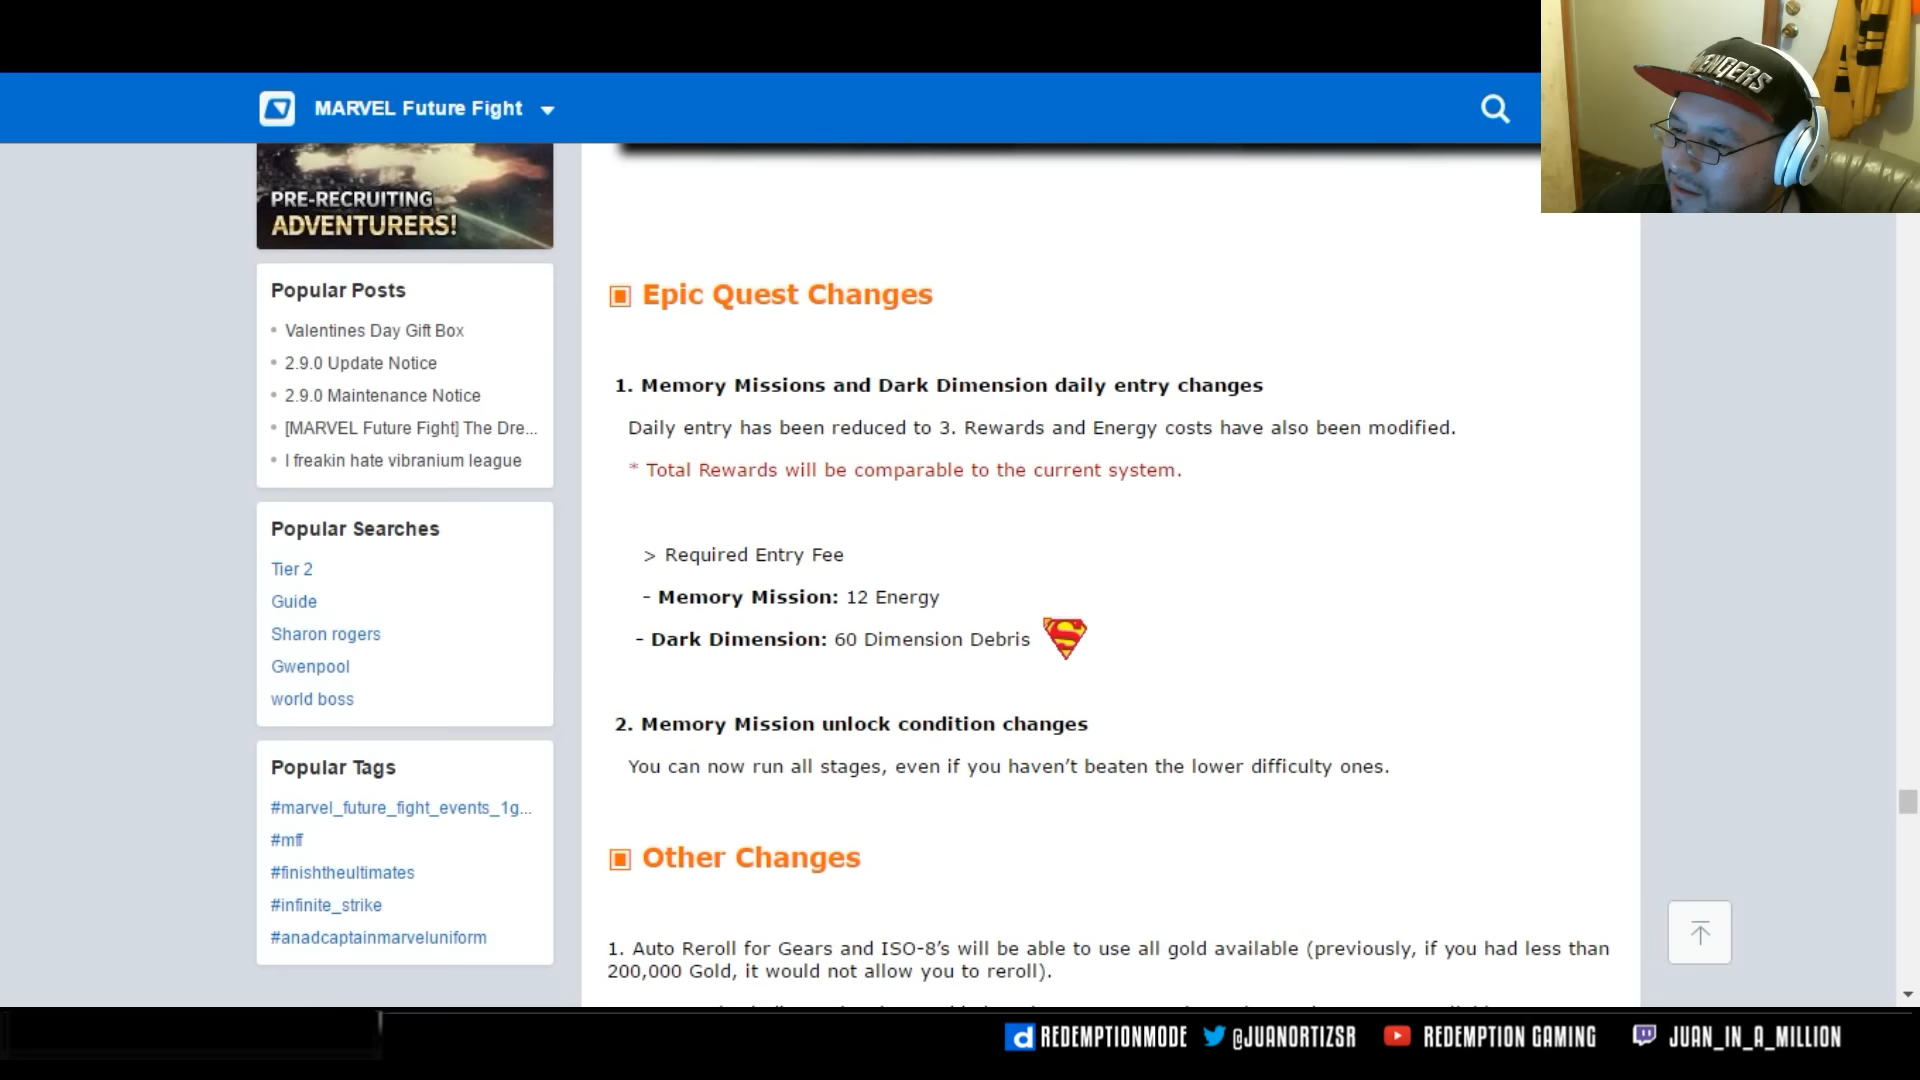 MARVEL Future Fight
PRE-RECRUITING
ADVENTURERS!
Popular Posts
Valentines Day Gift Box
2.9.0 Update Notice
2.9.0 Maintenance Notice
[MARVEL Future Fight] The Dre...
I freakin hate vibranium league
Popular Searches
Tier 2
Guide
Sharon rogers
Gwenpool
world boss
Popular Tags
#marvel_future_fight_events_1g...
#mff
#finishtheultimates
#infinite_strike
#anadcaptainmarveluniform
Epic Quest Changes
1. Memory Missions and Dark Dimension daily entry changes
Daily entry has been reduced to 3. Rewards and Energy costs have also been modified.
* Total Rewards will be comparable to the current system.
> Required Entry Fee
- Memory Mission: 12 Energy
- Dark Dimension: 60 Dimension Debris
2. Memory Mission unlock condition changes
You can now run all stages, even if you haven't beaten the lower difficulty ones.
Other Changes
1. Auto Reroll for Gears and ISO-8's will be able to use all gold available (previously, if you had less than
200,000 Gold, it would not allow you to reroll).
REDEMPTIONMODE @JUANORTIZSR REDEMPTION GAMING JUAN_IN_A_MILLION